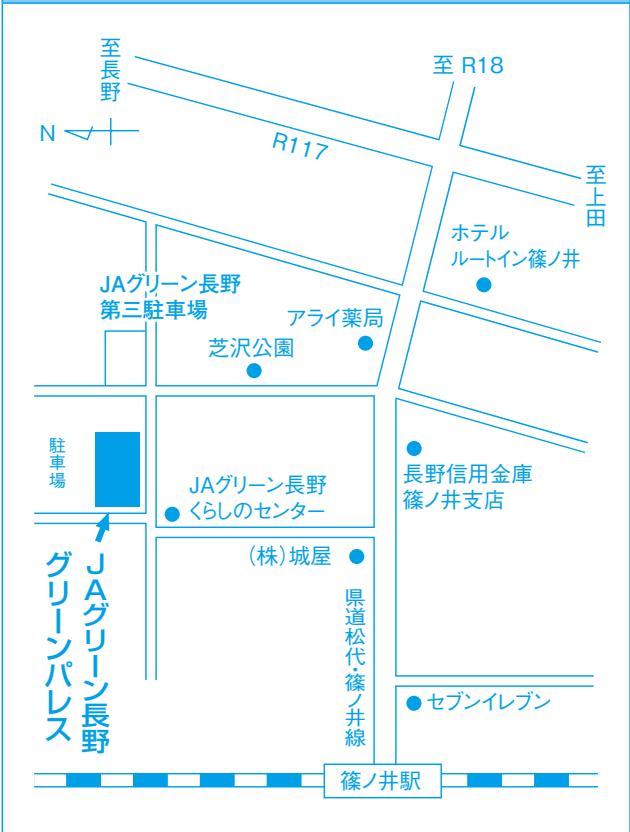 至長野
至 R18
N
R117
至上田
ホテル
ルートイン篠ノ井
JAグリーン長野
第三駐車場
アライ薬局
芝沢公園
駐車場
JAグリーン長野
くらしのセンター
長野信用金庫
篠ノ井支店
(株)城屋
JAグリーン長野
グリーンパレス
県道松代・篠ノ井線
セブンイレブン
篠ノ井駅